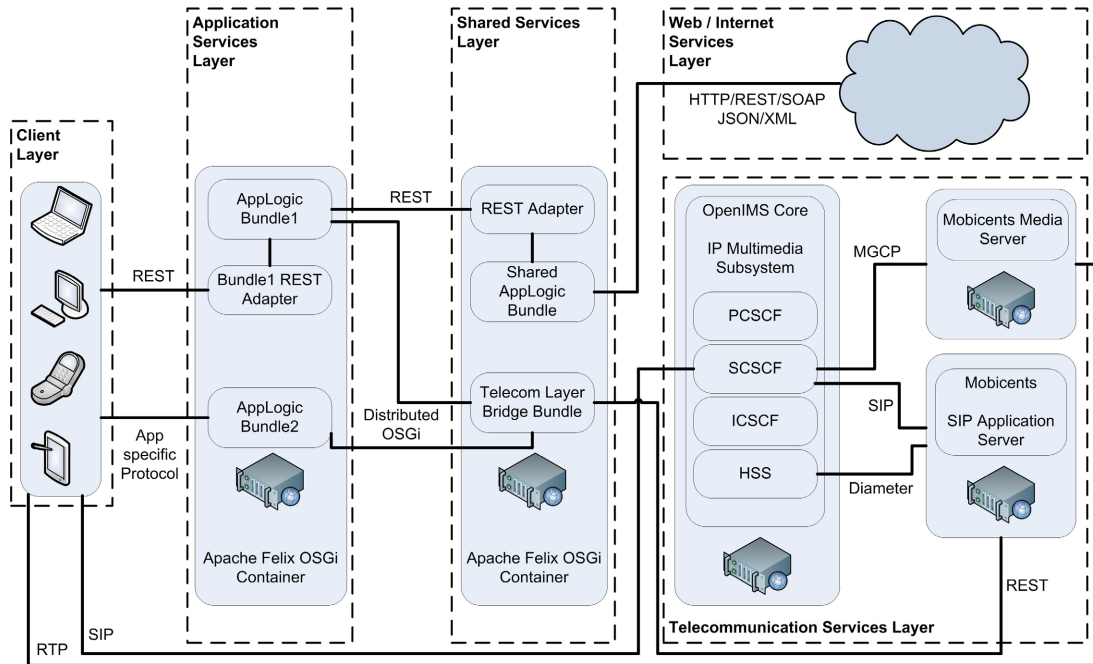 Client
Layer
REST
App
specific
Protocol
RTP
SIP
Application
Services
Layer
AppLogic
Bundle1
Bundle1 REST
Adapter
AppLogic
Bundle2
Apache Felix OSGi
Container
REST
Distributed
OSGi
Shared Services
Layer
REST Adapter
Shared
AppLogic
Bundle
Telecom Layer
Bridge Bundle
Apache Felix OSGi
Container
Web / Internet
Services
Layer
HTTP/REST/SOAP
JSON/XML
OpenIMS Core
IP Multimedia
Subsystem
PCSCF
SCSCF
ICSCF
HSS
MGCP
SIP
Diameter
Mobicents Media
Server
Mobicents
SIP Application
Server
REST
Telecommunication Services Layer